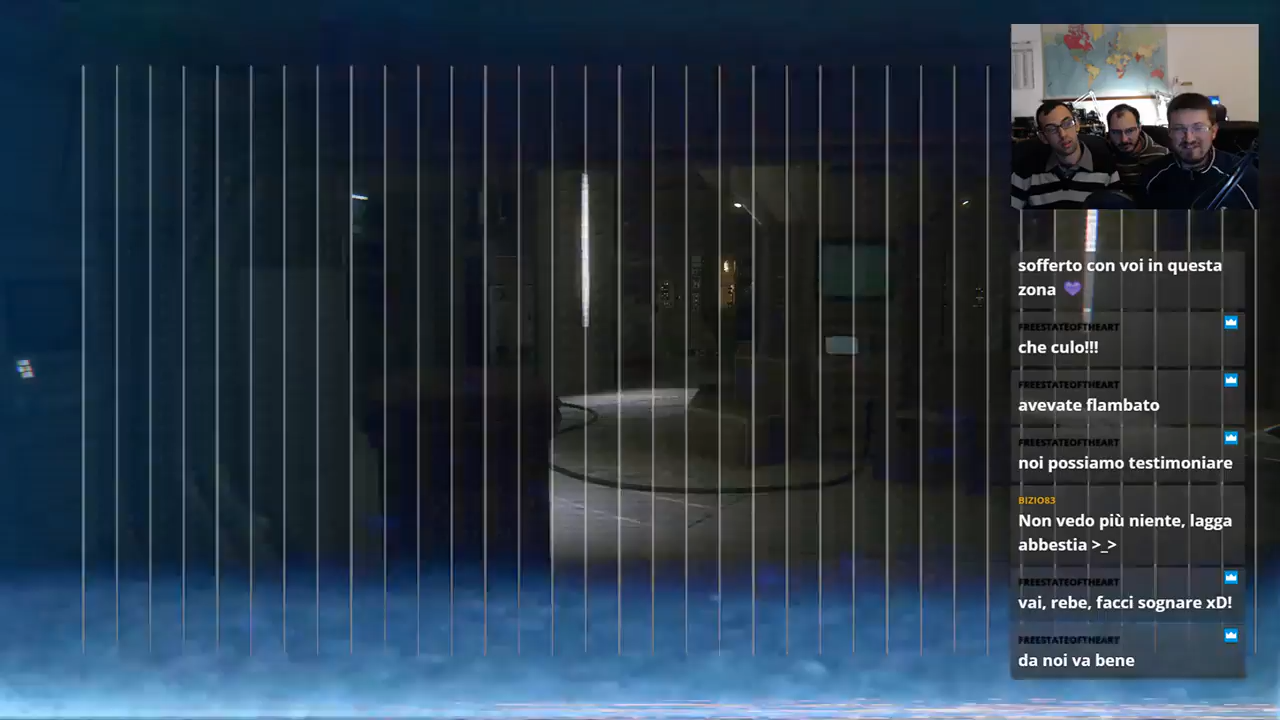 sofferto con voi in questa
zona 💜
FREESTATEOFTHEART
che culo!!!
FREESTATEOFTHEART
avevate flambato
FREESTATEOFTHEART
noi possiamo testimoniare
BIZIO83
Non vedo più niente, lagga
abbestia >_>
FREESTATEOFTHEART
vai, rebe, facci sognare xD!
FREESTATEOFTHEART
da noi va bene